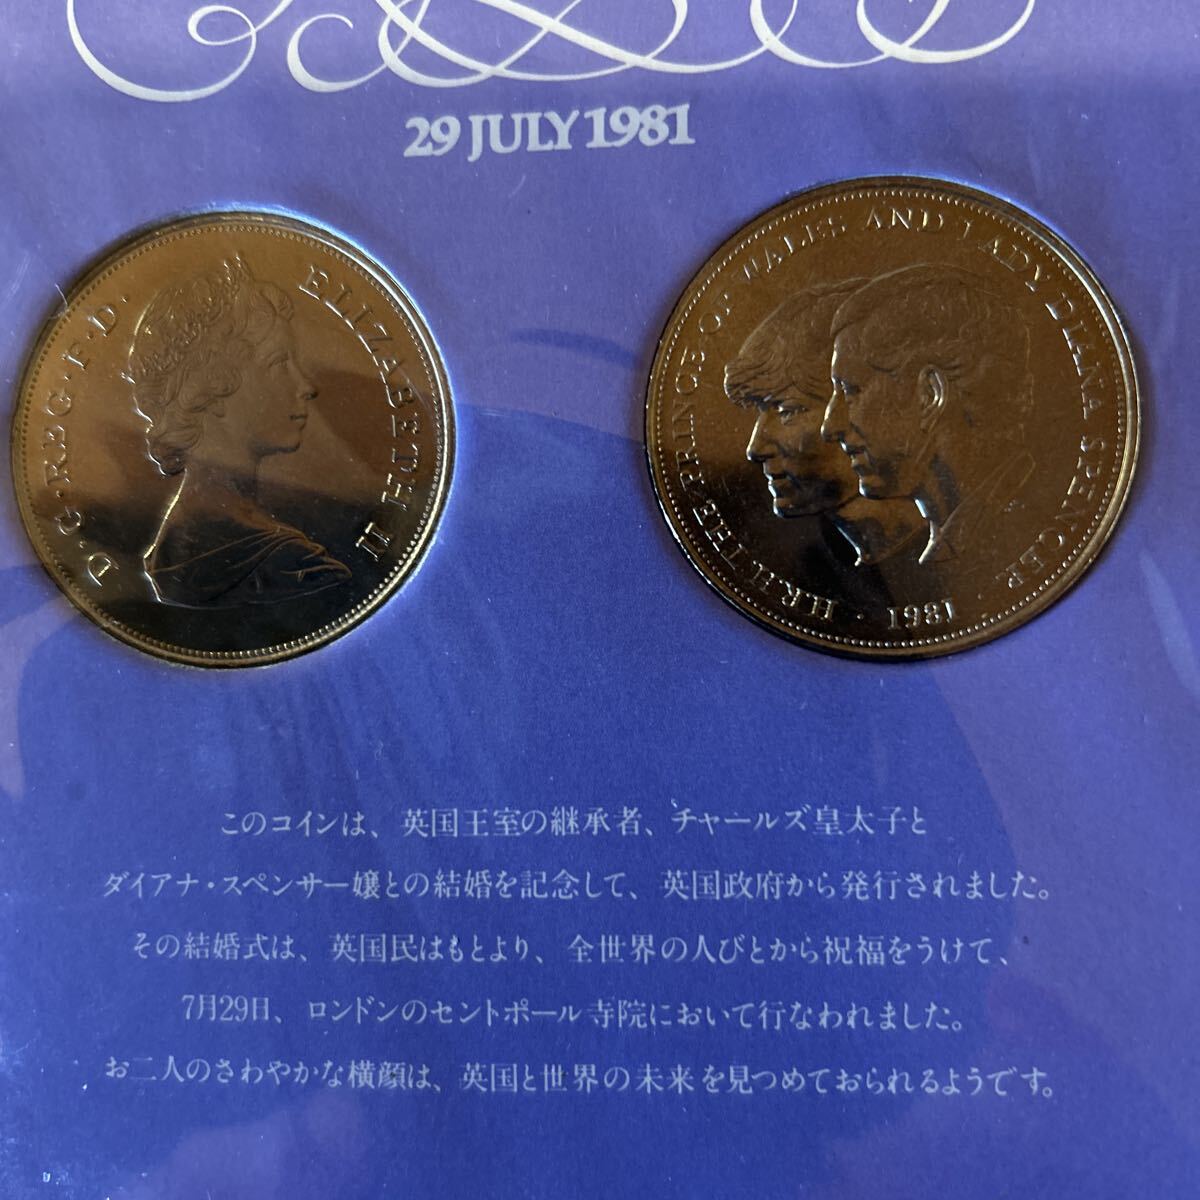 29 JULY 1981
D·G·REG·F·D· ELIZABETH II
H.R.H. THE PRINCE OF WALES AND LADY DIANA SPENCER · 1981
このコインは、英国王室の継承者、チャールズ皇太子と
ダイアナ・スペンサー嬢との結婚を記念して、英国政府から発行されました。
その結婚式は、英国民はもとより、全世界の人びとから祝福をうけて、
7月29日、ロンドンのセントポール寺院において行なわれました。
お二人のさわやかな横顔は、英国と世界の未来を見つめておられるようです。